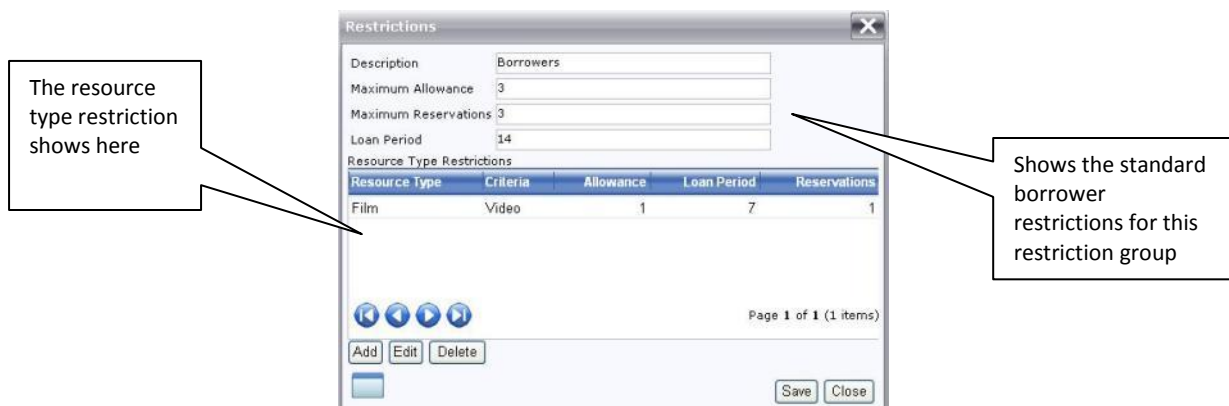 Restrictions
The resource
type restriction
shows here
Description Borrowers
Maximum Allowance 3
Maximum Reservations 3
Loan Period 14
Resource Type Restrictions
Resource Type Criteria Allowance Loan Period Reservations
Film Video 1 7 1
Shows the standard
borrower
restrictions for this
restriction group
Page 1 of 1 (1 items)
Add Edit Delete
Save Close